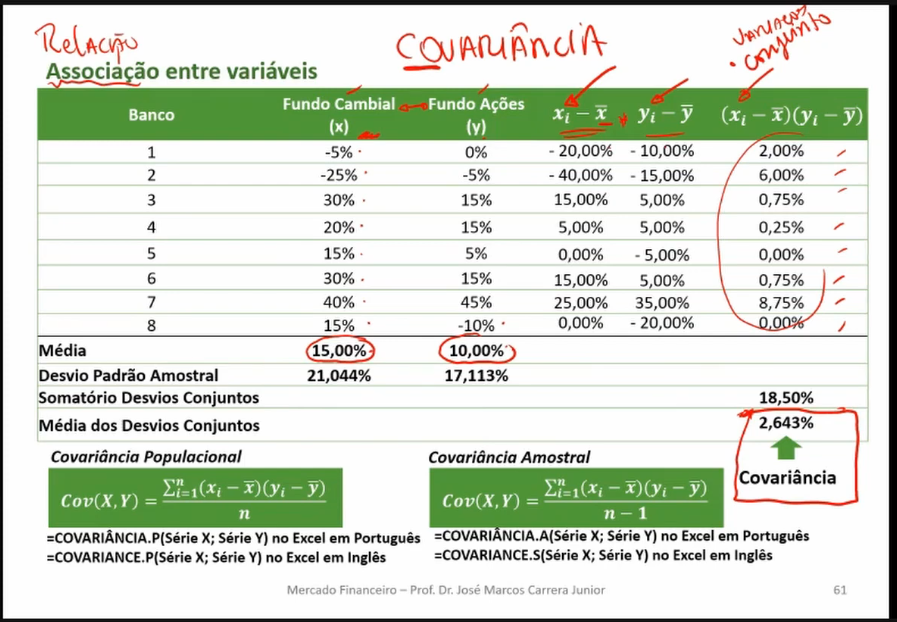 RELAÇÃO
COVARIÂNCIA
VARIAÇÃO
• CONJUNTO
Associação entre variáveis
Banco Fundo Cambial (x) Fundo Ações (y) xᵢ − x̄ yᵢ − ȳ (xᵢ − x̄)(yᵢ − ȳ)
1 -5% 0% - 20,00% - 10,00% 2,00%
2 -25% -5% - 40,00% - 15,00% 6,00%
3 30% 15% 15,00% 5,00% 0,75%
4 20% 15% 5,00% 5,00% 0,25%
5 15% 5% 0,00% - 5,00% 0,00%
6 30% 15% 15,00% 5,00% 0,75%
7 40% 45% 25,00% 35,00% 8,75%
8 15% -10% 0,00% - 20,00% 0,00%
Média 15,00% 10,00%
Desvio Padrão Amostral 21,044% 17,113%
Somatório Desvios Conjuntos 18,50%
Média dos Desvios Conjuntos 2,643%
Covariância
Covariância Populacional
Cov(X, Y) = ∑ⁿᵢ₌₁(xᵢ − x̄)(yᵢ − ȳ) / n
=COVARIÂNCIA.P(Série X; Série Y) no Excel em Português
=COVARIANCE.P(Série X; Série Y) no Excel em Inglês
Covariância Amostral
Cov(X, Y) = ∑ⁿᵢ₌₁(xᵢ − x̄)(yᵢ − ȳ) / n − 1
=COVARIÂNCIA.A(Série X; Série Y) no Excel em Português
=COVARIANCE.S(Série X; Série Y) no Excel em Inglês
Mercado Financeiro – Prof. Dr. José Marcos Carrera Junior 61